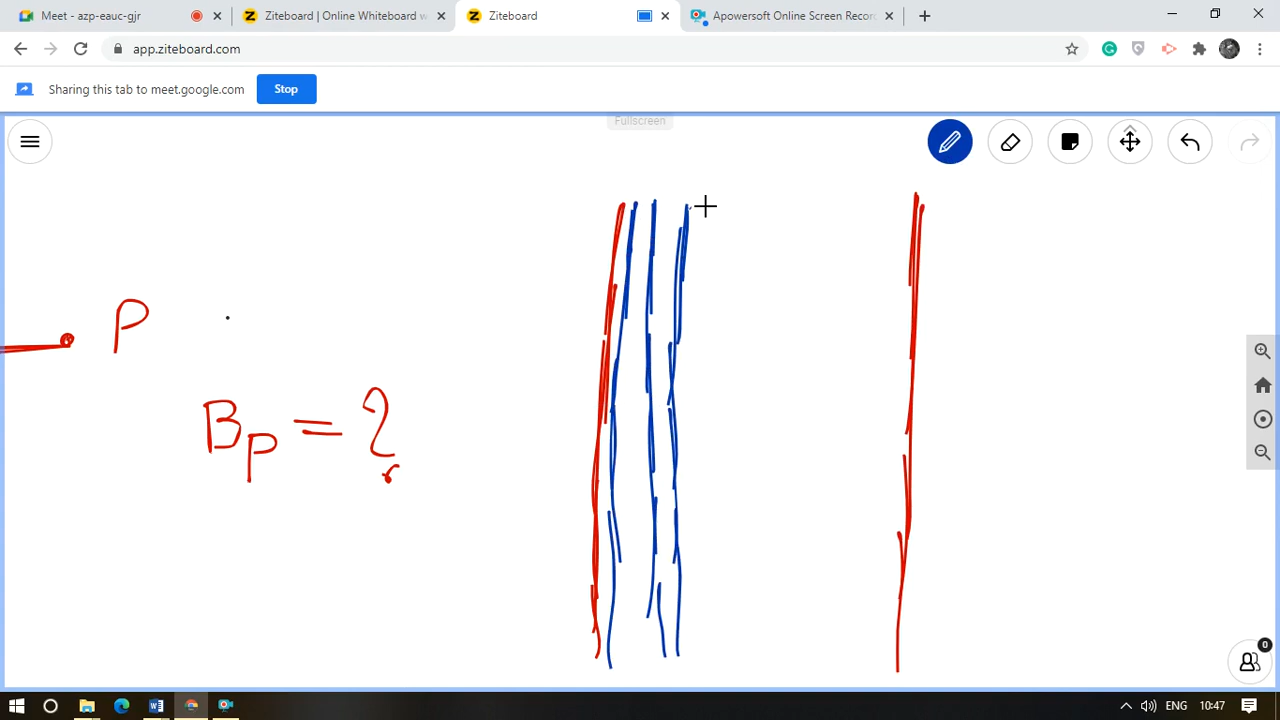 Meet - azp-eauc-gjr
Ziteboard | Online Whiteboard w
Ziteboard
Apowersoft Online Screen Recor
app.ziteboard.com
Sharing this tab to meet.google.com
Stop
Fullscreen
P
Bp = ?
0
ENG
10:47